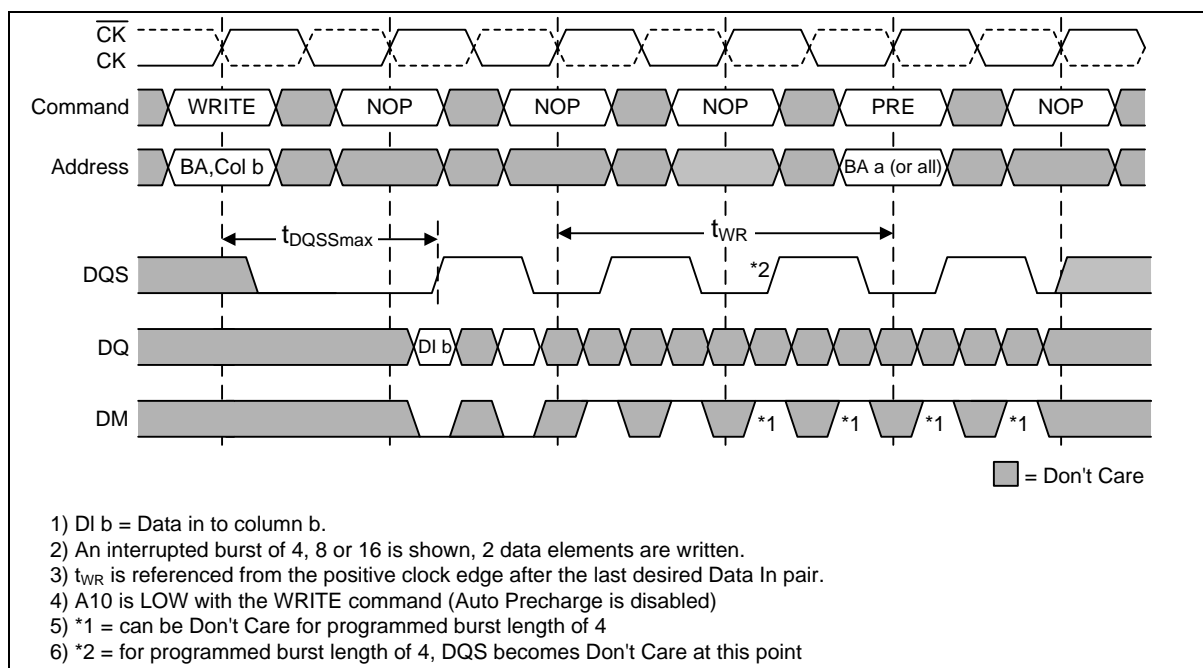 CK
CK
Command WRITE NOP NOP NOP PRE NOP
Address BA,Col b BA a (or all)
tDQSSmax tWR
DQS *2
DQ DI b
DM *1 *1 *1 *1
= Don't Care
1) DI b = Data in to column b.
2) An interrupted burst of 4, 8 or 16 is shown, 2 data elements are written.
3) tWR is referenced from the positive clock edge after the last desired Data In pair.
4) A10 is LOW with the WRITE command (Auto Precharge is disabled)
5) *1 = can be Don't Care for programmed burst length of 4
6) *2 = for programmed burst length of 4, DQS becomes Don't Care at this point